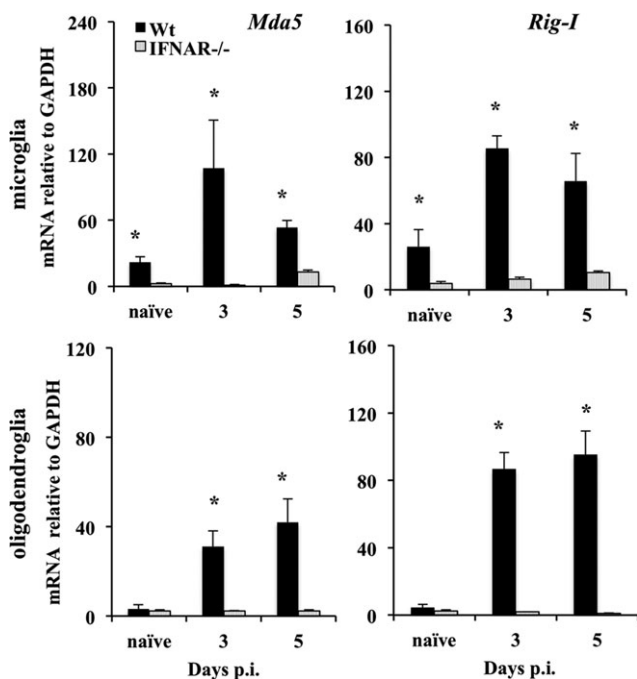 Mda5
Rig-I
Wt
IFNAR-/-
microglia
mRNA relative to GAPDH
240
180
120
60
0
*
*
*
naïve
3
5
160
120
80
40
0
*
*
*
naïve
3
5
oligodendroglia
mRNA relative to GAPDH
120
80
40
0
*
*
naïve
3
5
Days p.i.
160
120
80
40
0
*
*
naïve
3
5
Days p.i.